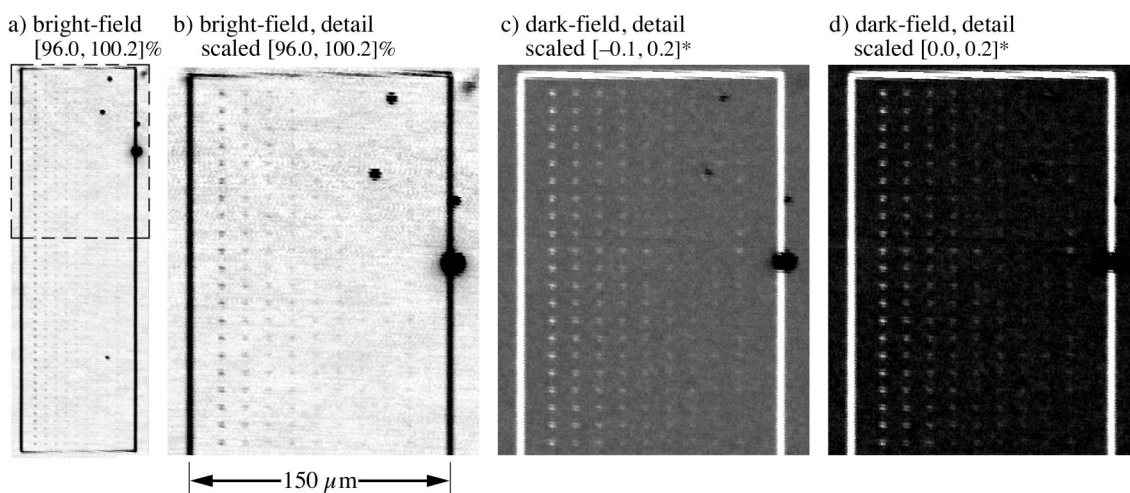 a) bright-field
[96.0, 100.2]%
b) bright-field, detail
scaled [96.0, 100.2]%
c) dark-field, detail
scaled [–0.1, 0.2]*
d) dark-field, detail
scaled [0.0, 0.2]*
150 µm